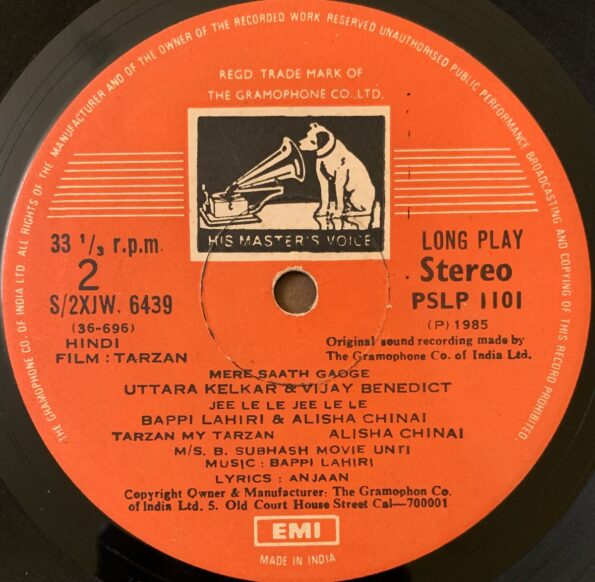 THE GRAMOPHONE CO. OF INDIA LTD. ALL RIGHTS OF THE MANUFACTURER AND OF THE OWNER OF THE RECORDED WORK RESERVED UNAUTHORISED PUBLIC PERFORMANCE BROADCASTING AND COPYING OF THIS RECORD PROHIBITED.
REGD TRADE MARK OF
THE GRAMOPHONE CO..LTD.
HIS MASTER'S VOICE
33 1/3 r.p.m.
2
S/2XJW. 6439
(36-696)
HINDI
FILM : TARZAN
LONG PLAY
Stereo
PSLP 1101
(P) 1985
Original sound recording made by
The Gramophone Co. of India Ltd.
MERE SAATH GAOGE
UTTARA KELKAR & VIJAY BENEDICT
JEE LE LE JEE LE LE
BAPPI LAHIRI & ALISHA CHINAI
TARZAN MY TARZAN ALISHA CHINAI
M/S. B. SUBHASH MOVIE UNTI
MUSIC : BAPPI LAHIRI
LYRICS : ANJAAN
Copyright Owner & Manufacturer: The Gramophon Co.
of India Ltd. 5. Old Court House Street Cal—700001
EMI
MADE IN INDIA